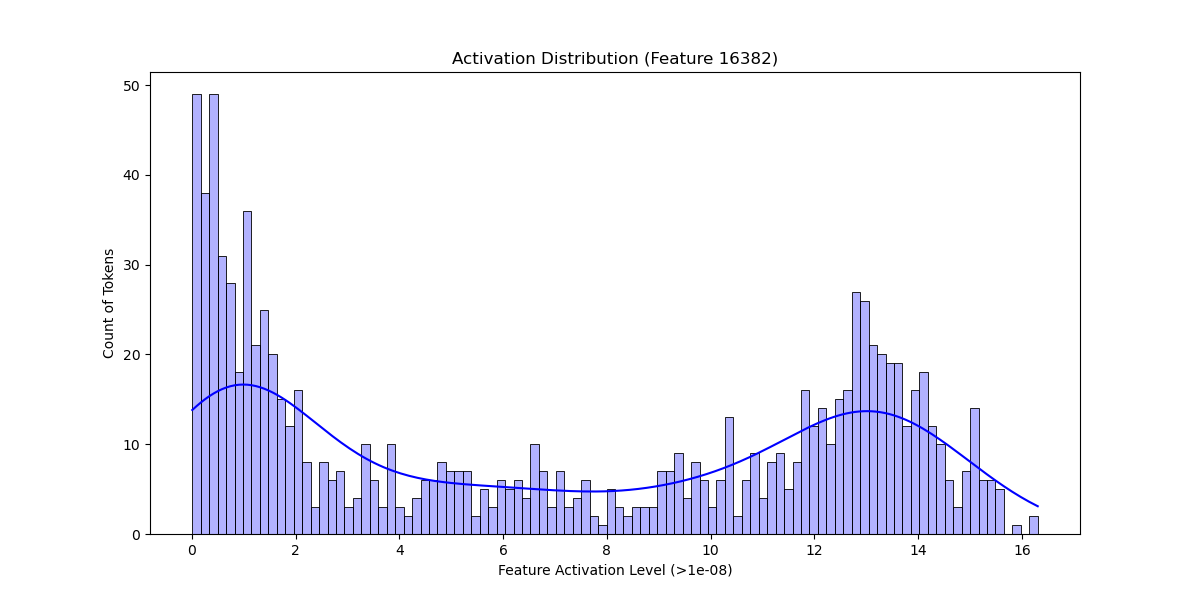 Activation Distribution (Feature 16382)
50
40
30
20
10
0
Count of Tokens
0 2 4 6 8 10 12 14 16
Feature Activation Level (>1e-08)